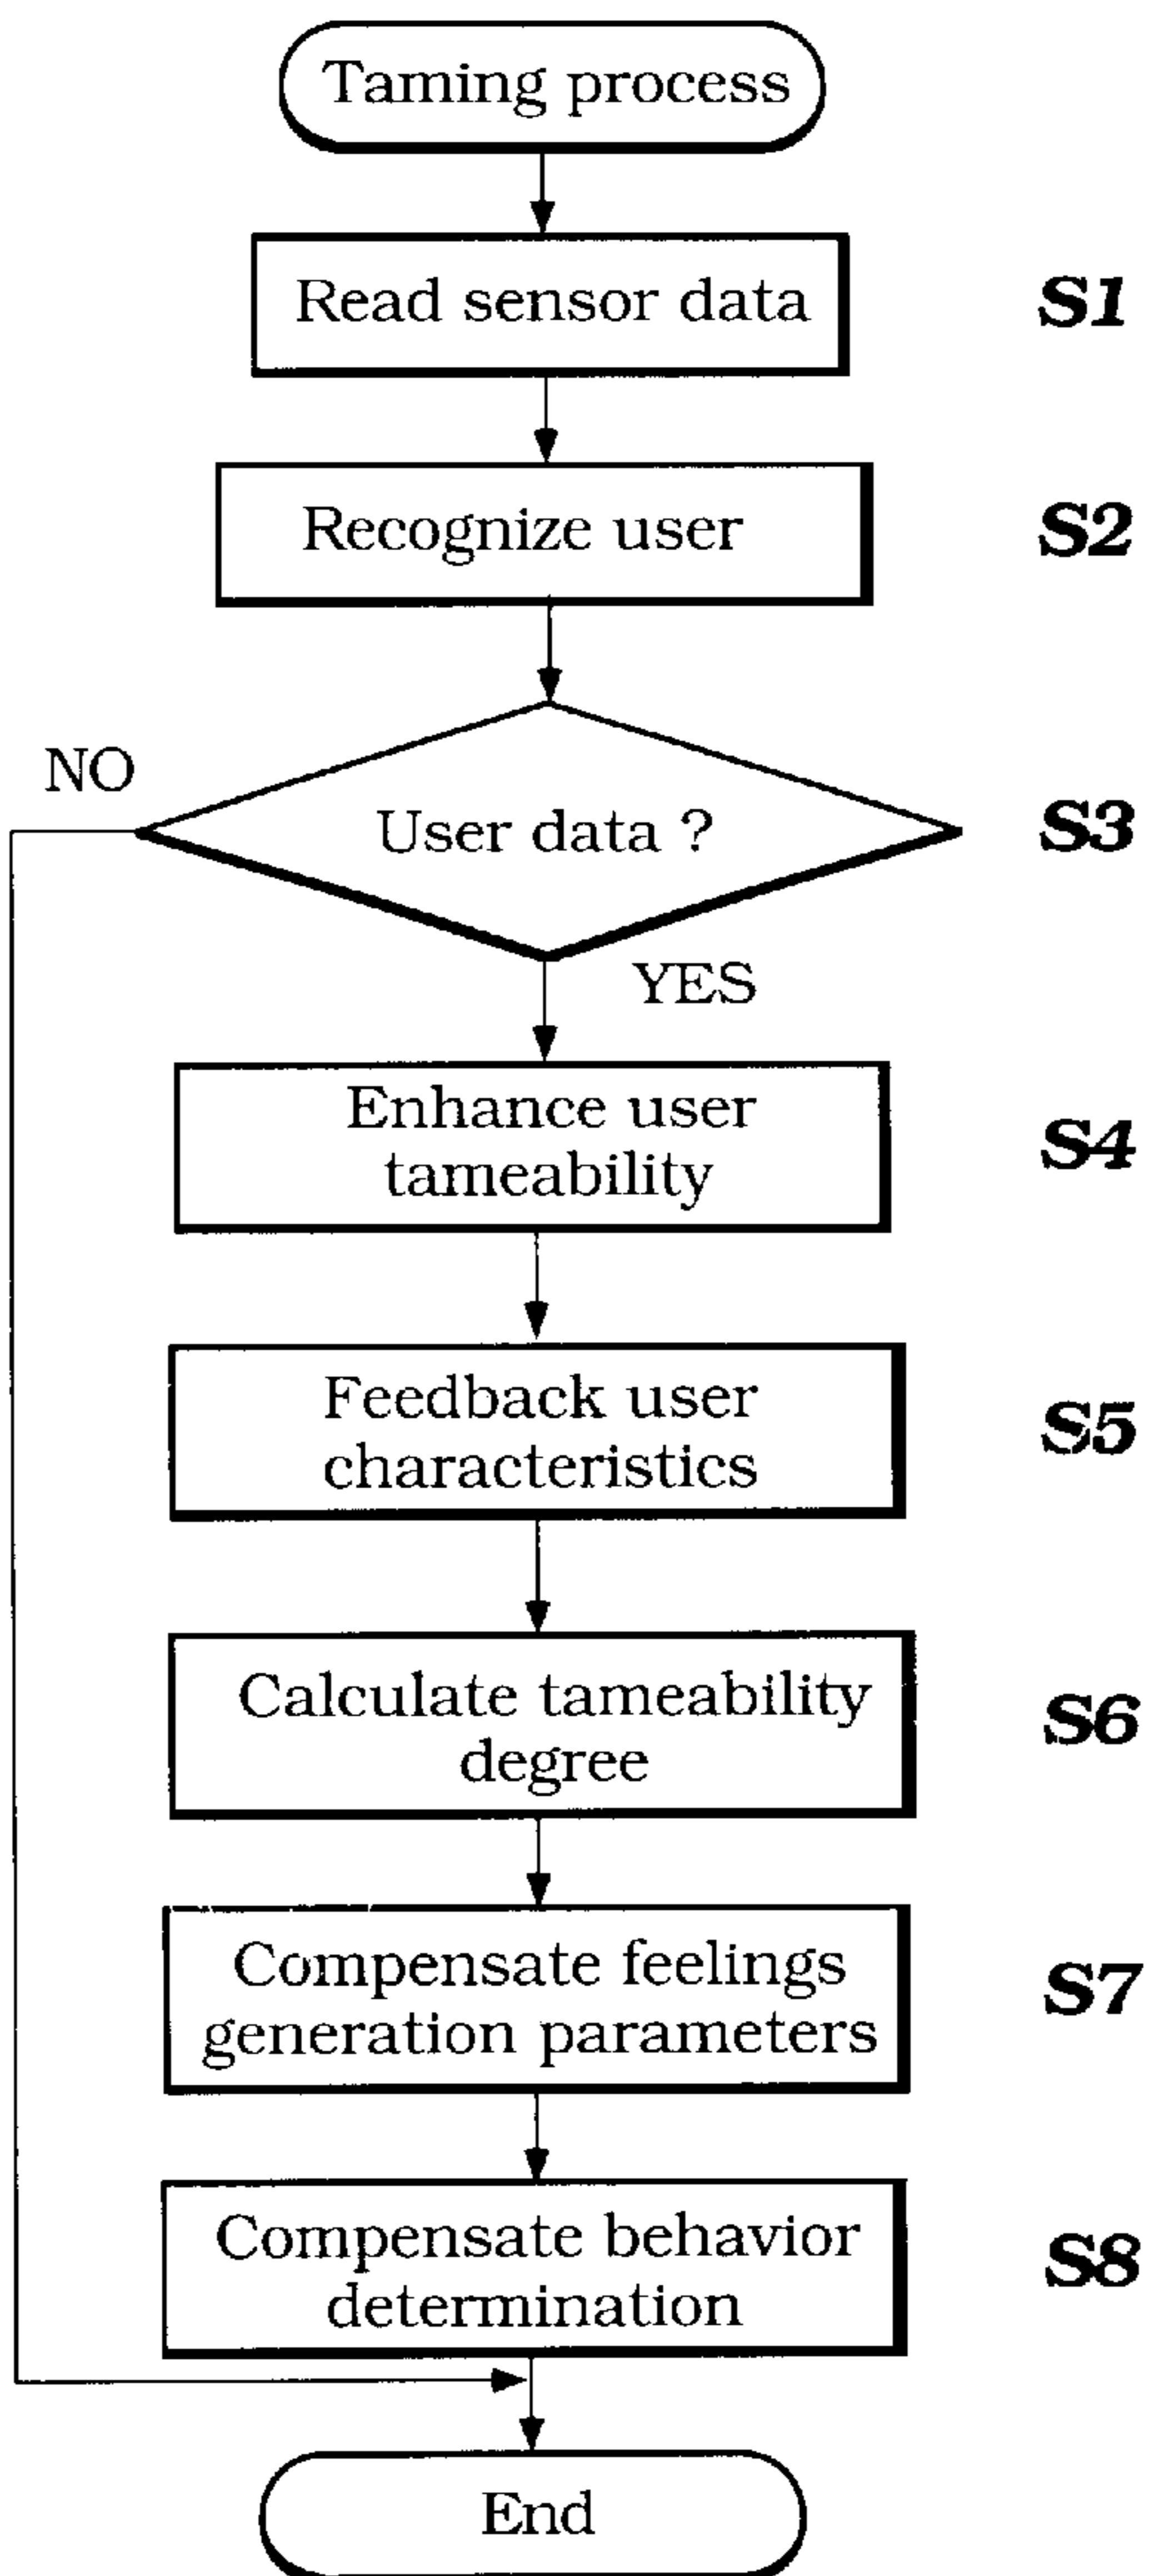 Taming process
Read sensor data
S1
Recognize user
S2
NO
User data ?
S3
YES
Enhance user
tameability
S4
Feedback user
characteristics
S5
Calculate tameability
degree
S6
Compensate feelings
generation parameters
S7
Compensate behavior
determination
S8
End